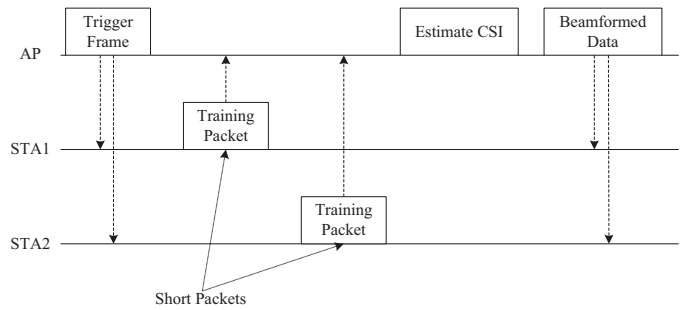 Trigger
Frame
Estimate CSI
Beamformed
Data
AP
Training
Packet
STA1
Training
Packet
STA2
Short Packets